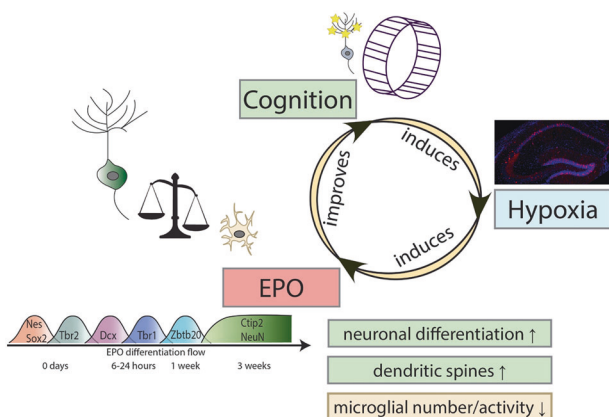 Cognition
induces
improves
Hypoxia
induces
EPO
Nes
Sox2
Tbr2
Dcx
Tbr1
Zbtb20
Ctip2
NeuN
EPO differentiation flow
0 days
6-24 hours
1 week
3 weeks
neuronal differentiation ↑
dendritic spines ↑
microglial number/activity ↓